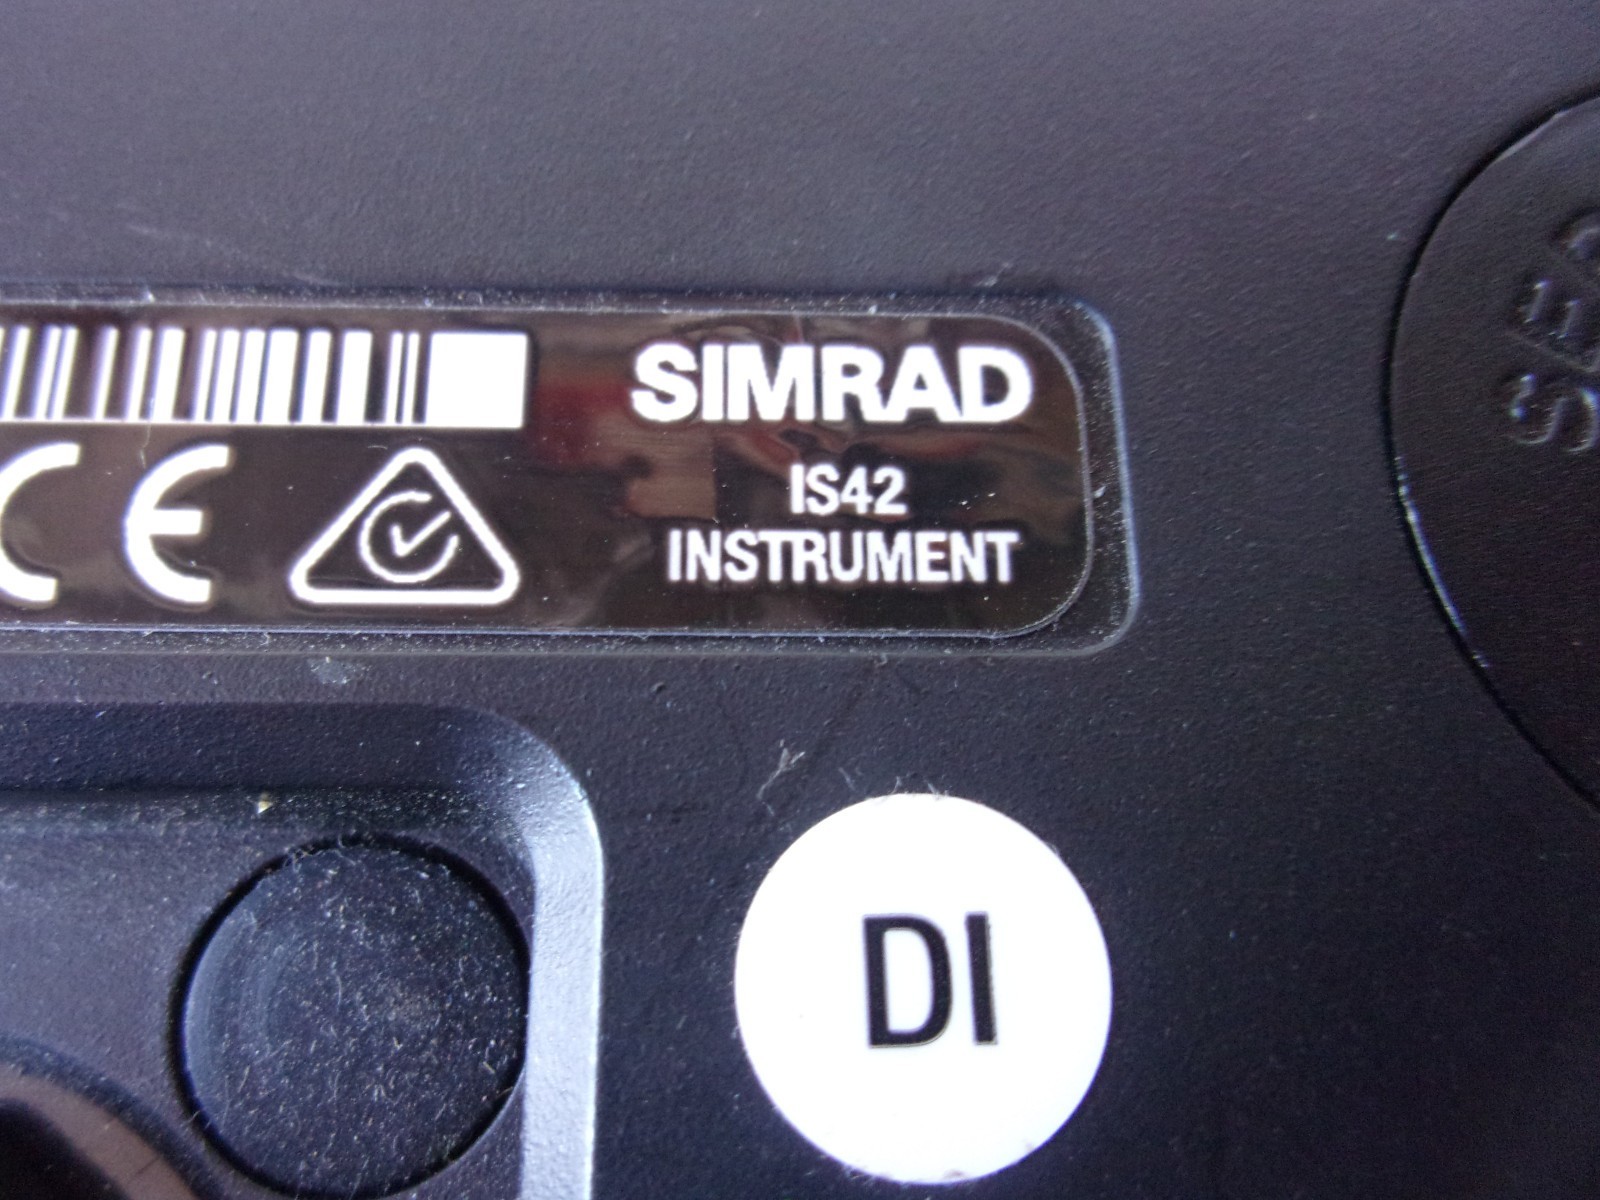 SIMRAD
CE
IS42
INSTRUMENT
DI